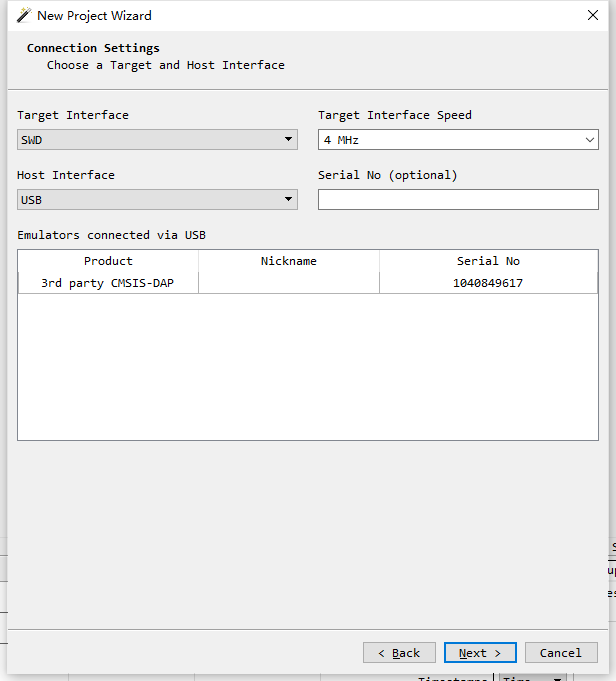 New Project Wizard
Connection Settings
Choose a Target and Host Interface
Target Interface
Target Interface Speed
SWD
4 MHz
Host Interface
Serial No (optional)
USB
Emulators connected via USB
Product Nickname Serial No
3rd party CMSIS-DAP 1040849617
< Back Next > Cancel